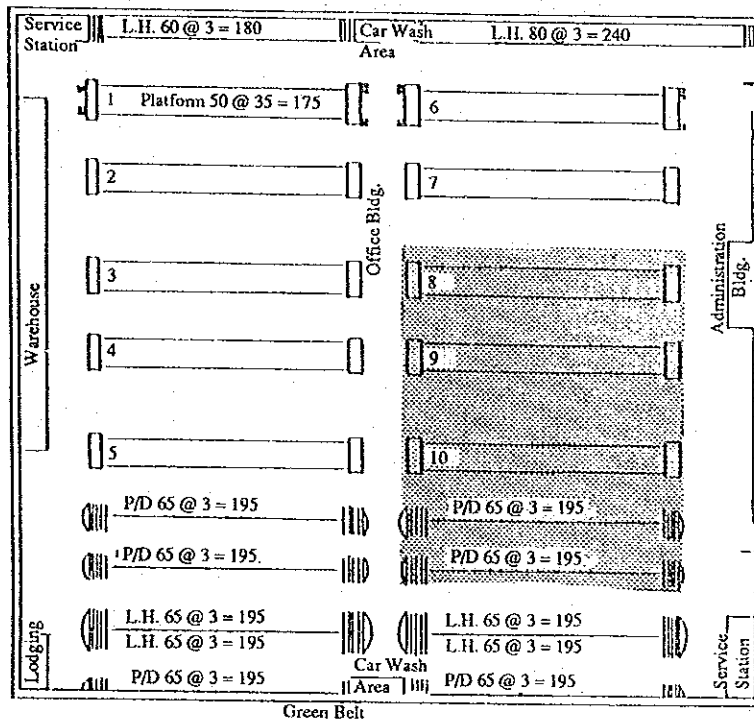 Service Station
L.H. 60 @ 3 = 180
Car Wash Area
L.H. 80 @ 3 = 240
1 Platform 50 @ 35 = 175
6
2
7
Office Bldg.
Warehouse
Administration Bldg.
3
8
4
9
5
10
P/D 65 @ 3 = 195
P/D 65 @ 3 = 195
P/D 65 @ 3 = 195.
P/D 65 @ 3 = 195.
L.H. 65 @ 3 = 195
L.H. 65 @ 3 = 195
L.H. 65 @ 3 = 195
L.H. 65 @ 3 = 195
Lodging
P/D 65 @ 3 = 195
Car Wash
Area
P/D 65 @ 3 = 195
Service Station
Green Belt